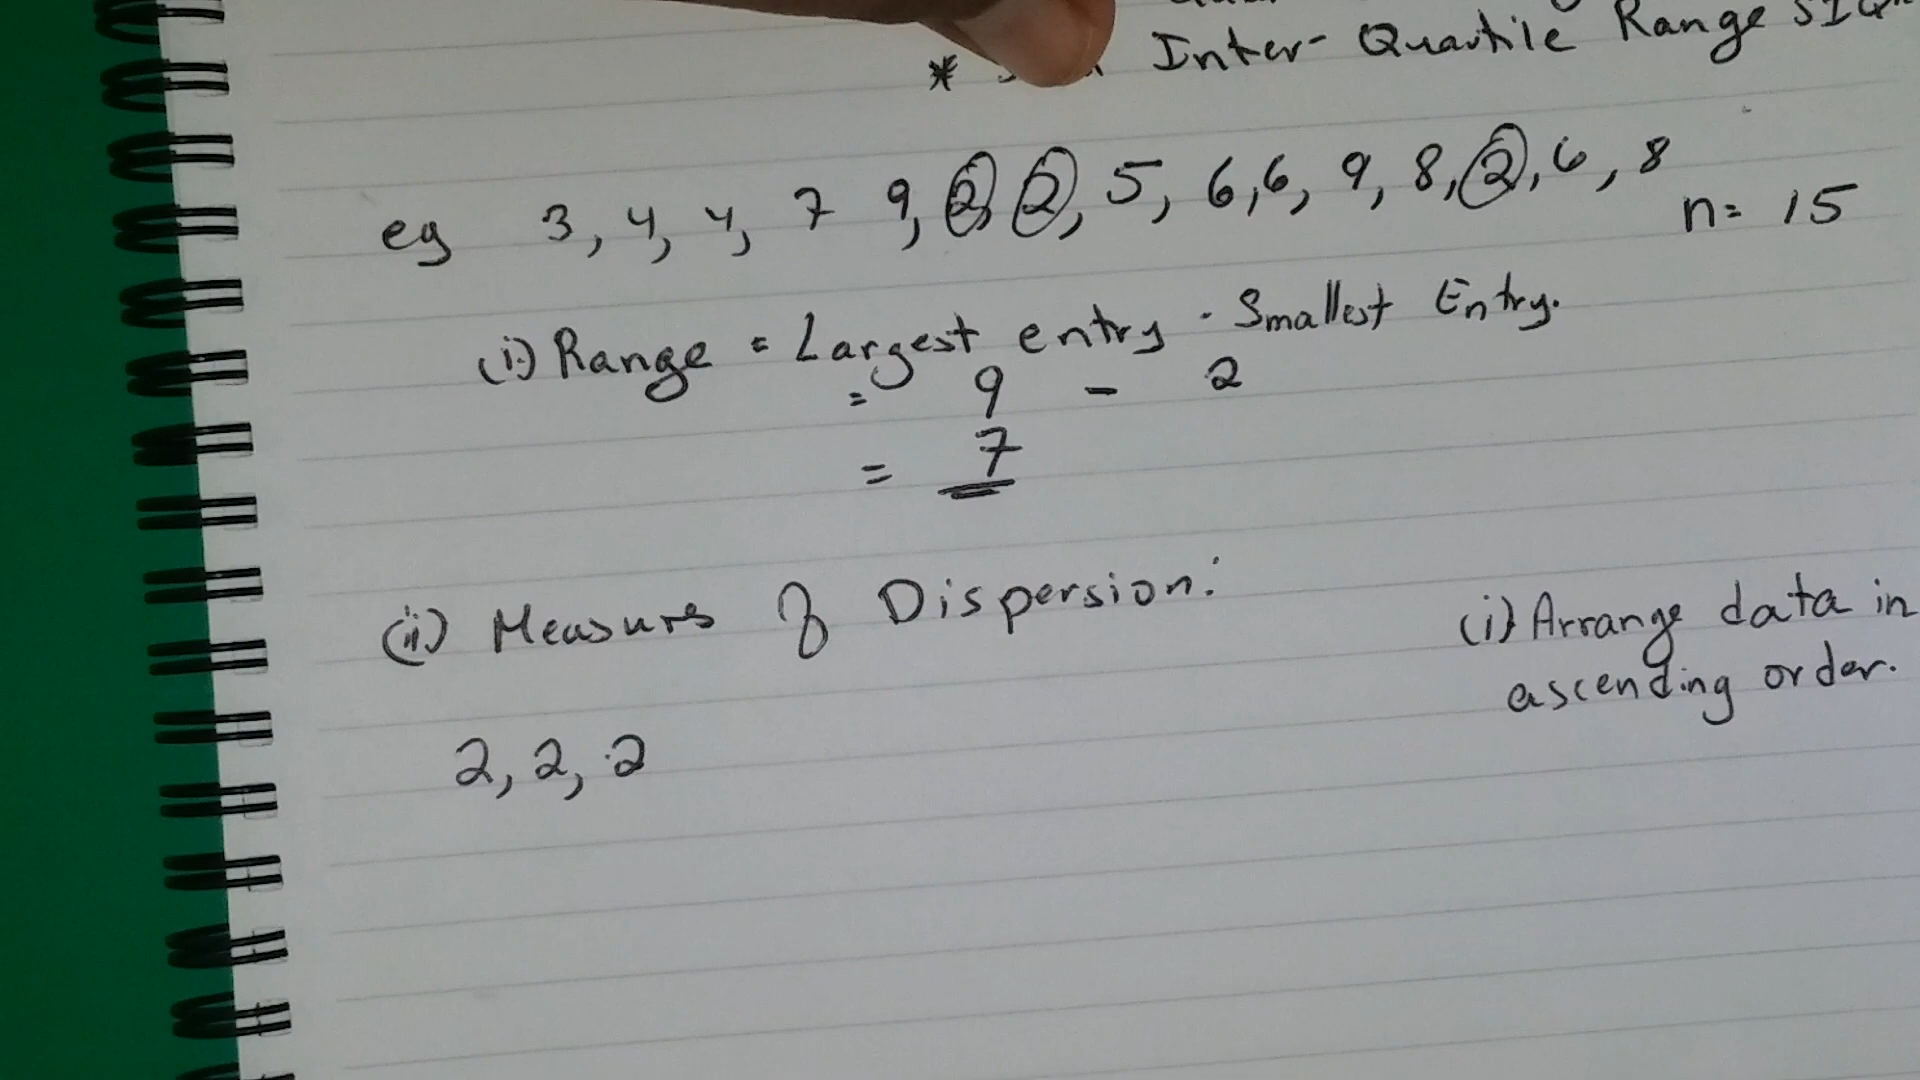 * Inter-Quartile Range
eg 3, 4, 4, 7 9, 2, 2, 5, 6, 6, 9, 8, 2, 6, 8
n= 15
(i) Range = Largest entry - Smallest Entry.
= 9 - 2
= 7
(ii) Measures of Dispersion:
(i) Arrange data in
ascending order.
2, 2, 2